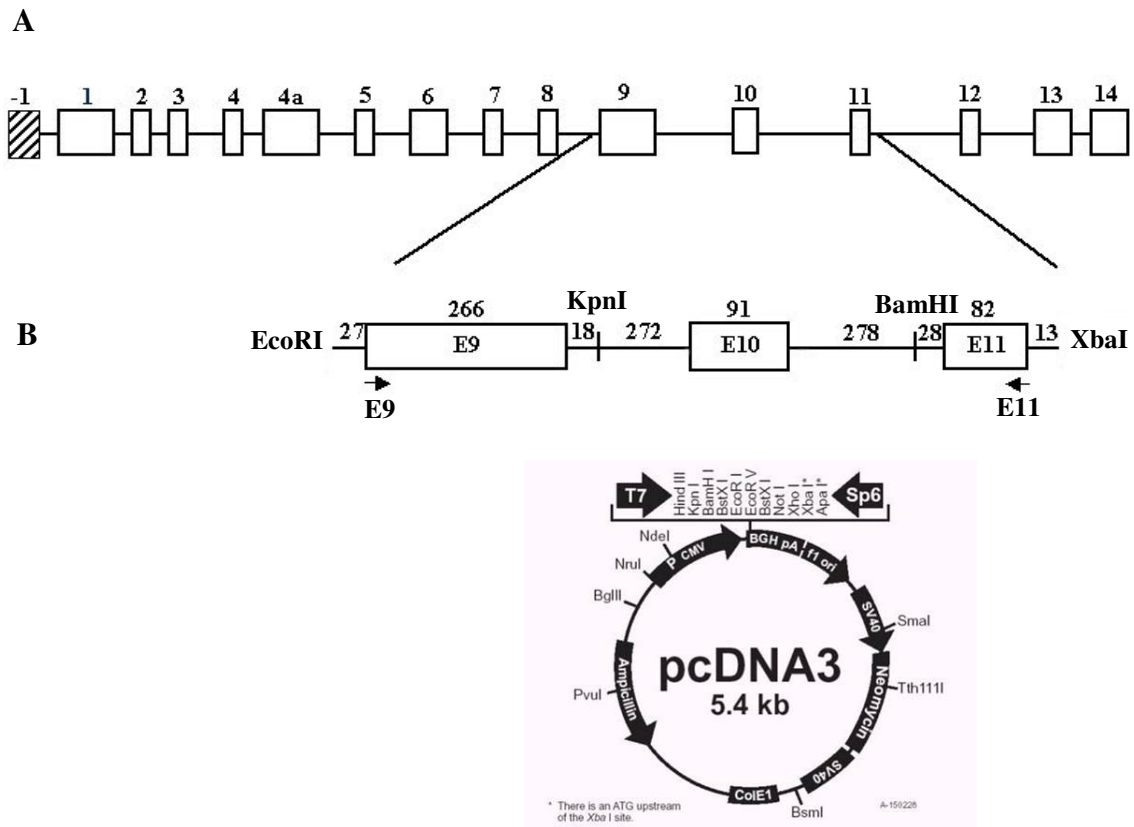 A
-1 1 2 3 4 4a 5 6 7 8 9 10 11 12 13 14
B
EcoRI 27 266 E9 18 KpnI 272 91 E10 278 BamHI 28 82 E11 13 XbaI
E9 E11
T7 Hind III Kpn I BamH I BstX I EcoR I EcoR V BstX I Not I Xho I Xba I* Apa I* Sp6
NdeI
NruI
BglII
P CMV
BGH pA
f1 ori
SV40
SmaI
Neomycin
Tth111I
SV40
BsmI
ColE1
Ampicillin
PvuI
pcDNA3
5.4 kb
* There is an ATG upstream
of the Xba I site.
A-150228